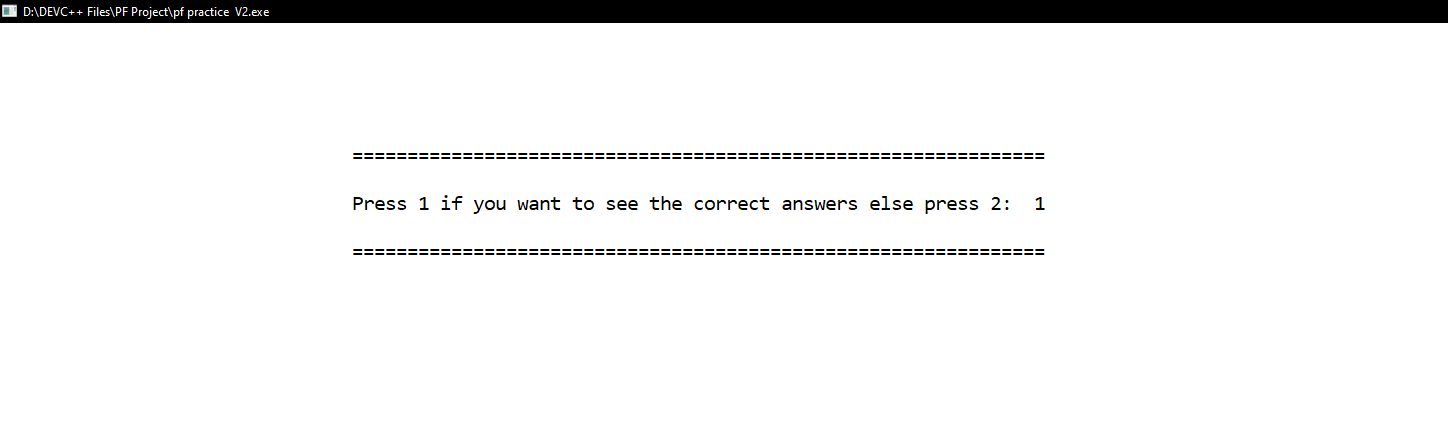 D:\DEVC++ Files\PF Project\pf practice  V2.exe
===============================================================
Press 1 if you want to see the correct answers else press 2:  1
===============================================================